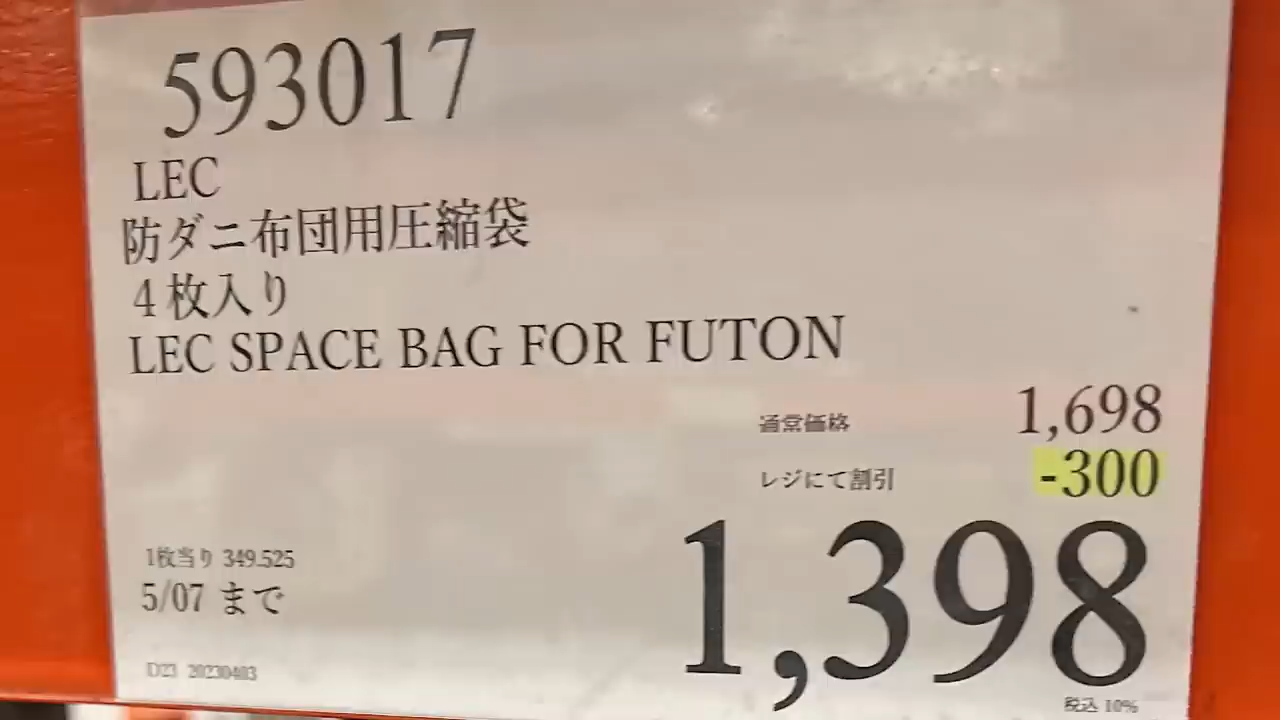 593017
LEC
防ダニ布団用圧縮袋
４枚入り
LEC SPACE BAG FOR FUTON
通常価格 1,698
レジにて割引 -300
1,398
1枚当り 349.525
5/07 まで
D23 20230403
税込 10%